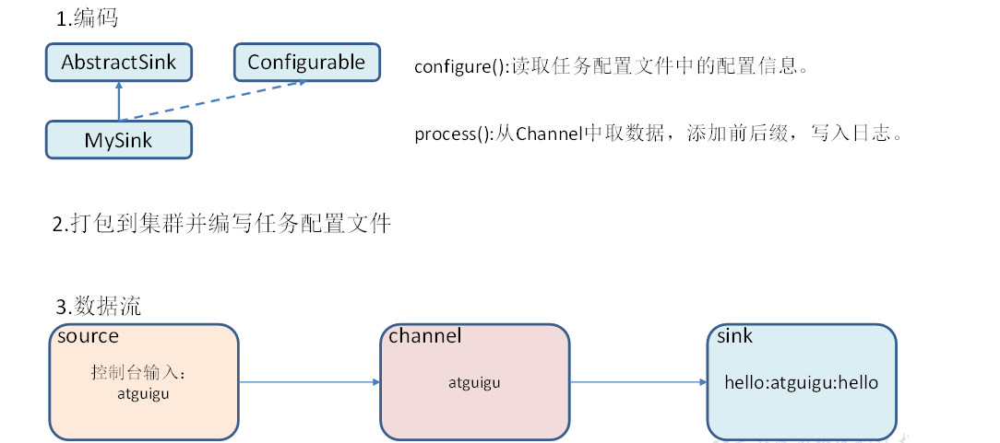 1.编码
AbstractSink
Configurable
configure():读取任务配置文件中的配置信息。
MySink
process():从Channel中取数据，添加前后缀，写入日志。
2.打包到集群并编写任务配置文件
3.数据流
source
控制台输入：
atguigu
channel
atguigu
sink
hello:atguigu:hello